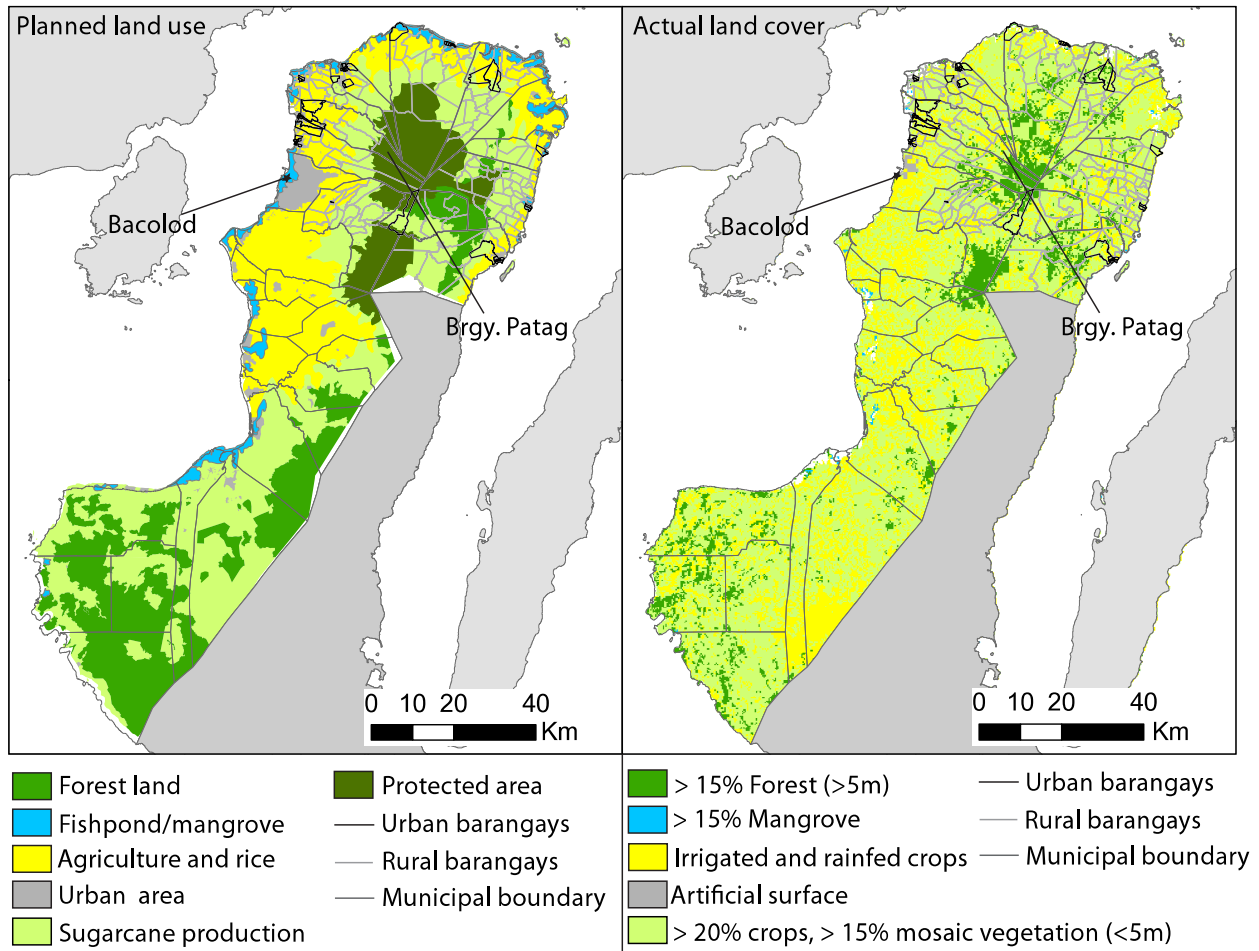 Planned land use
Bacolod
Brgy. Patag
0 10 20 40
Km
Actual land cover
Bacolod
Brgy. Patag
0 10 20 40
Km
Forest land
Fishpond/mangrove
Agriculture and rice
Urban area
Sugarcane production
Protected area
Urban barangays
Rural barangays
Municipal boundary
> 15% Forest (>5m)
> 15% Mangrove
Irrigated and rainfed crops
Artificial surface
> 20% crops, > 15% mosaic vegetation (<5m)
Urban barangays
Rural barangays
Municipal boundary